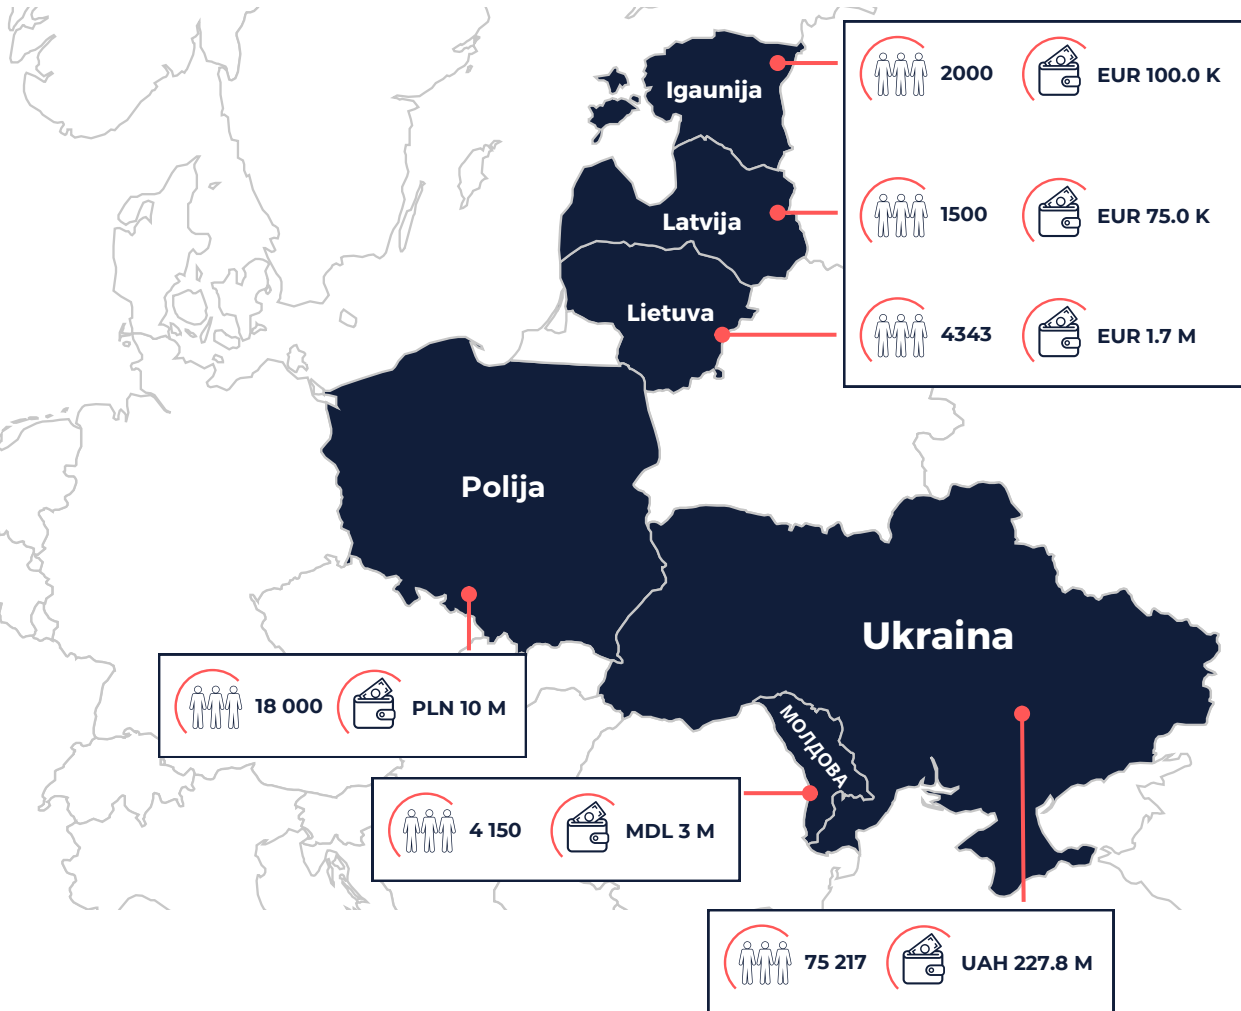 Igaunija
2000
EUR 100.0 K
Latvija
1500
EUR 75.0 K
Lietuva
4343
EUR 1.7 M
Polija
Ukraina
18 000
PLN 10 M
МОЛДОВА
4 150
MDL 3 M
75 217
UAH 227.8 M